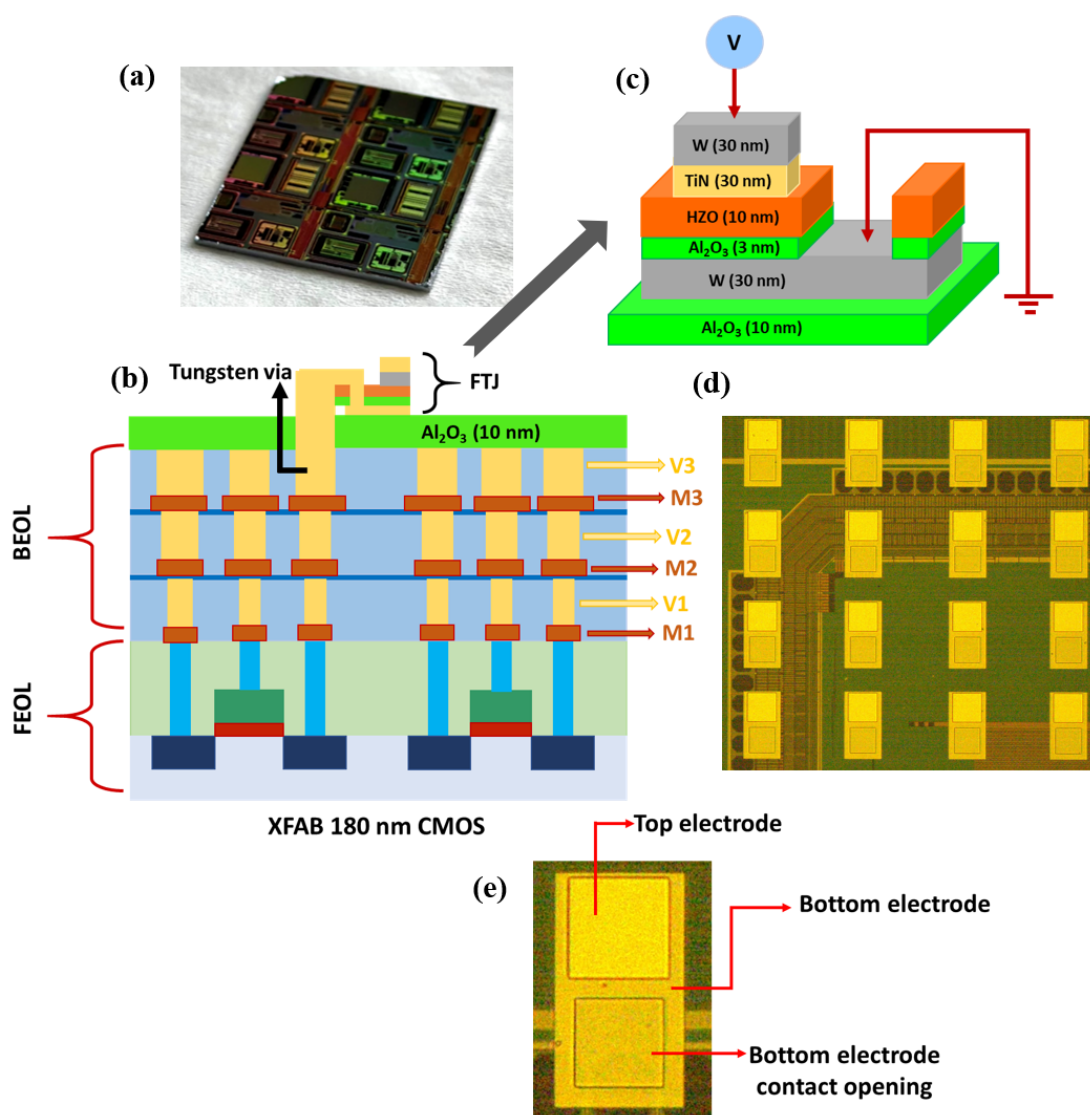 (a)
(c)
V
W (30 nm)
TiN (30 nm)
HZO (10 nm)
Al₂O₃ (3 nm)
W (30 nm)
Al₂O₃ (10 nm)
(b)
Tungsten via
FTJ
Al₂O₃ (10 nm)
V3
M3
V2
M2
V1
M1
BEOL
FEOL
XFAB 180 nm CMOS
(d)
(e)
Top electrode
Bottom electrode
Bottom electrode
contact opening